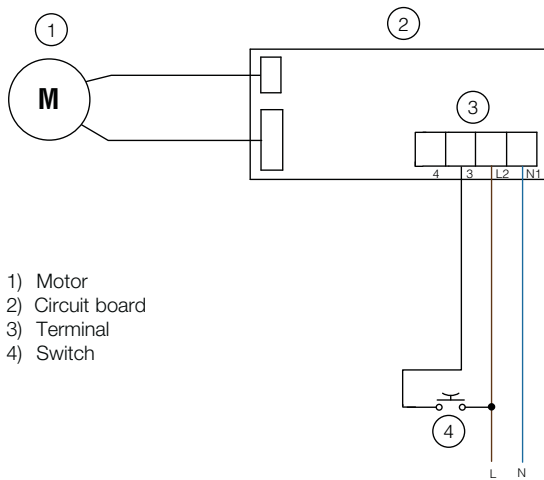 1
2
M
3
4 3 L2 N1
1) Motor
2) Circuit board
3) Terminal
4) Switch
4
L N